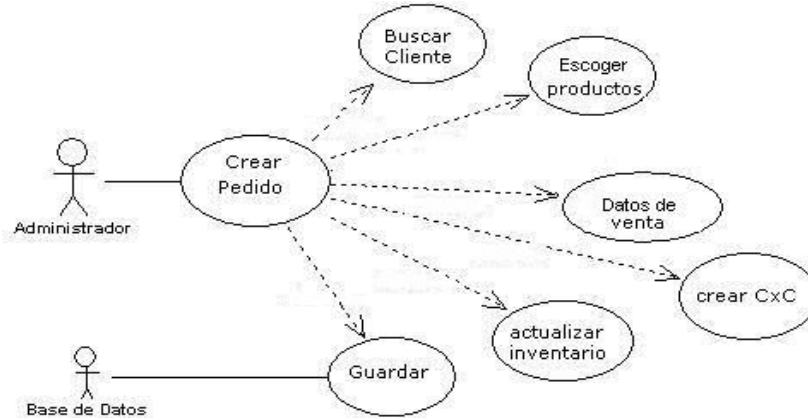 Buscar
Cliente
Escoger
productos
Crear
Pedido
Administrador
Datos de
venta
crear CxC
actualizar
inventario
Guardar
Base de Datos